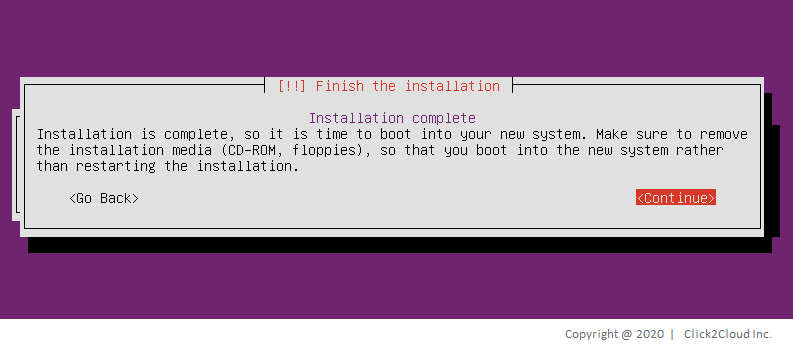 [!!] Finish the installation
Installation complete
Installation is complete, so it is time to boot into your new system. Make sure to remove
the installation media (CD-ROM, floppies), so that you boot into the new system rather
than restarting the installation.
<Go Back> <Continue>
Copyright @ 2020 | Click2Cloud Inc.